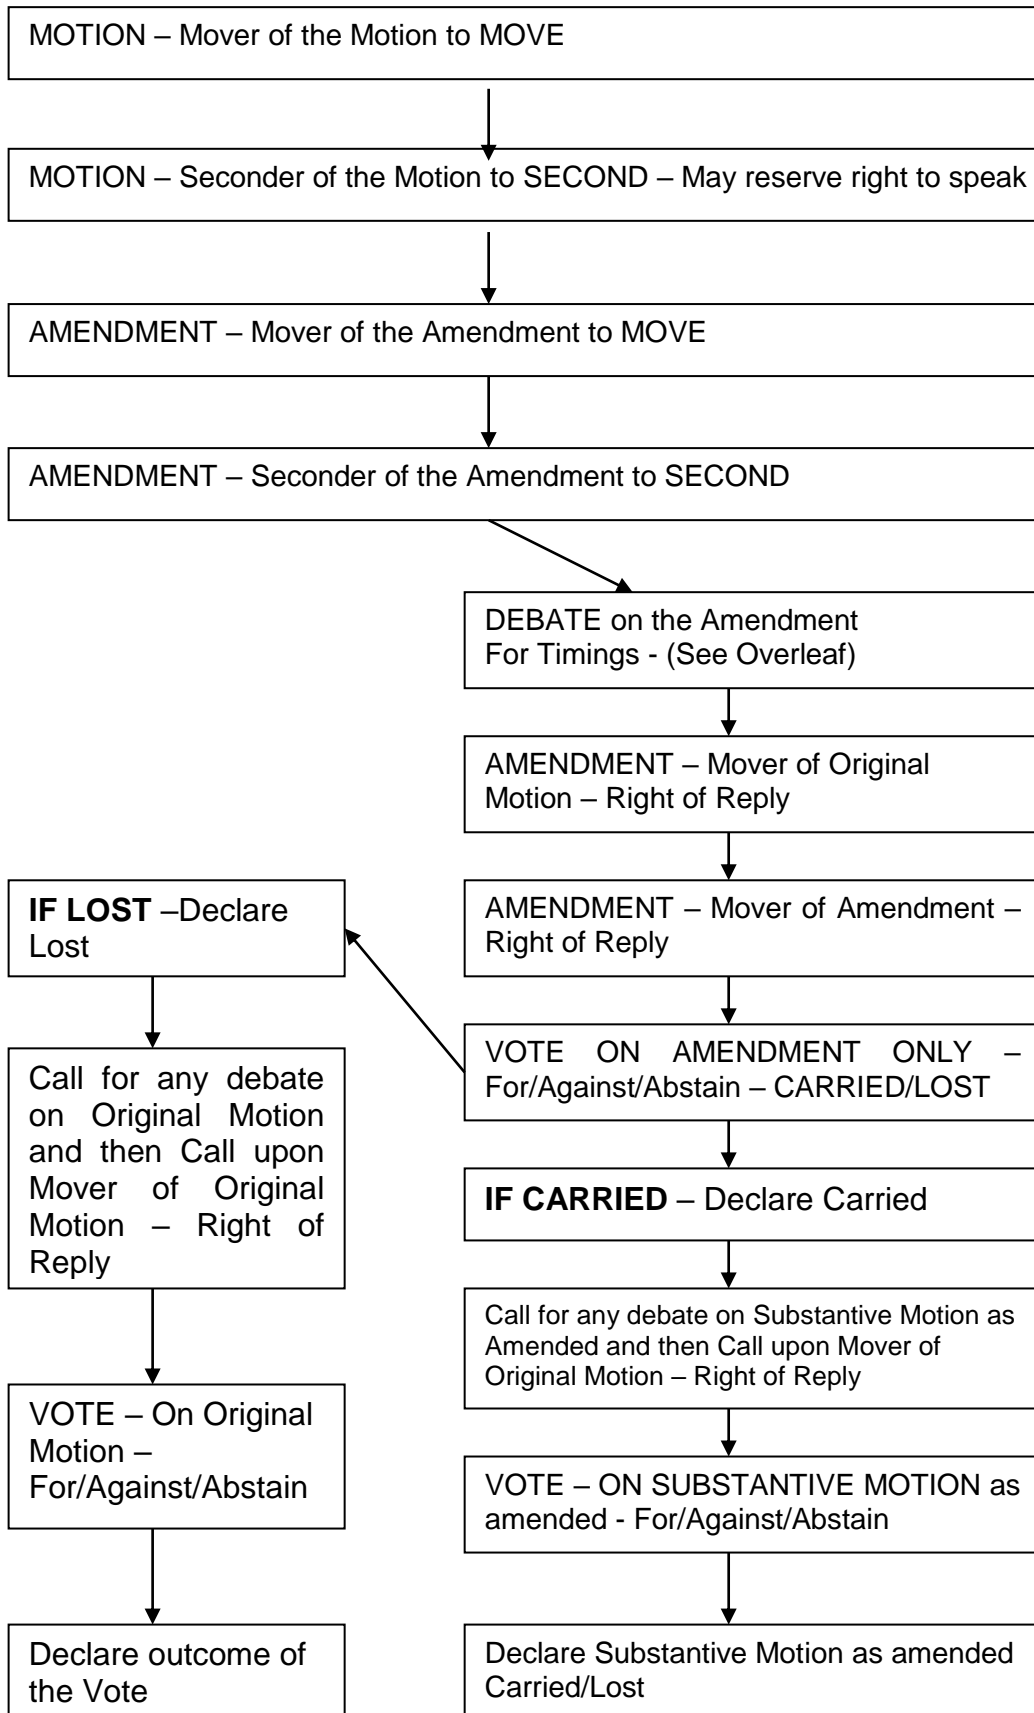 MOTION – Mover of the Motion to MOVE
MOTION – Seconder of the Motion to SECOND – May reserve right to speak
AMENDMENT – Mover of the Amendment to MOVE
AMENDMENT – Seconder of the Amendment to SECOND
DEBATE on the Amendment
For Timings - (See Overleaf)
AMENDMENT – Mover of Original
Motion – Right of Reply
AMENDMENT – Mover of Amendment –
Right of Reply
VOTE ON AMENDMENT ONLY –
For/Against/Abstain – CARRIED/LOST
IF LOST –Declare
Lost
Call for any debate
on Original Motion
and then Call upon
Mover of Original
Motion – Right of
Reply
VOTE – On Original
Motion –
For/Against/Abstain
Declare outcome of
the Vote
IF CARRIED – Declare Carried
Call for any debate on Substantive Motion as
Amended and then Call upon Mover of
Original Motion – Right of Reply
VOTE – ON SUBSTANTIVE MOTION as
amended - For/Against/Abstain
Declare Substantive Motion as amended
Carried/Lost